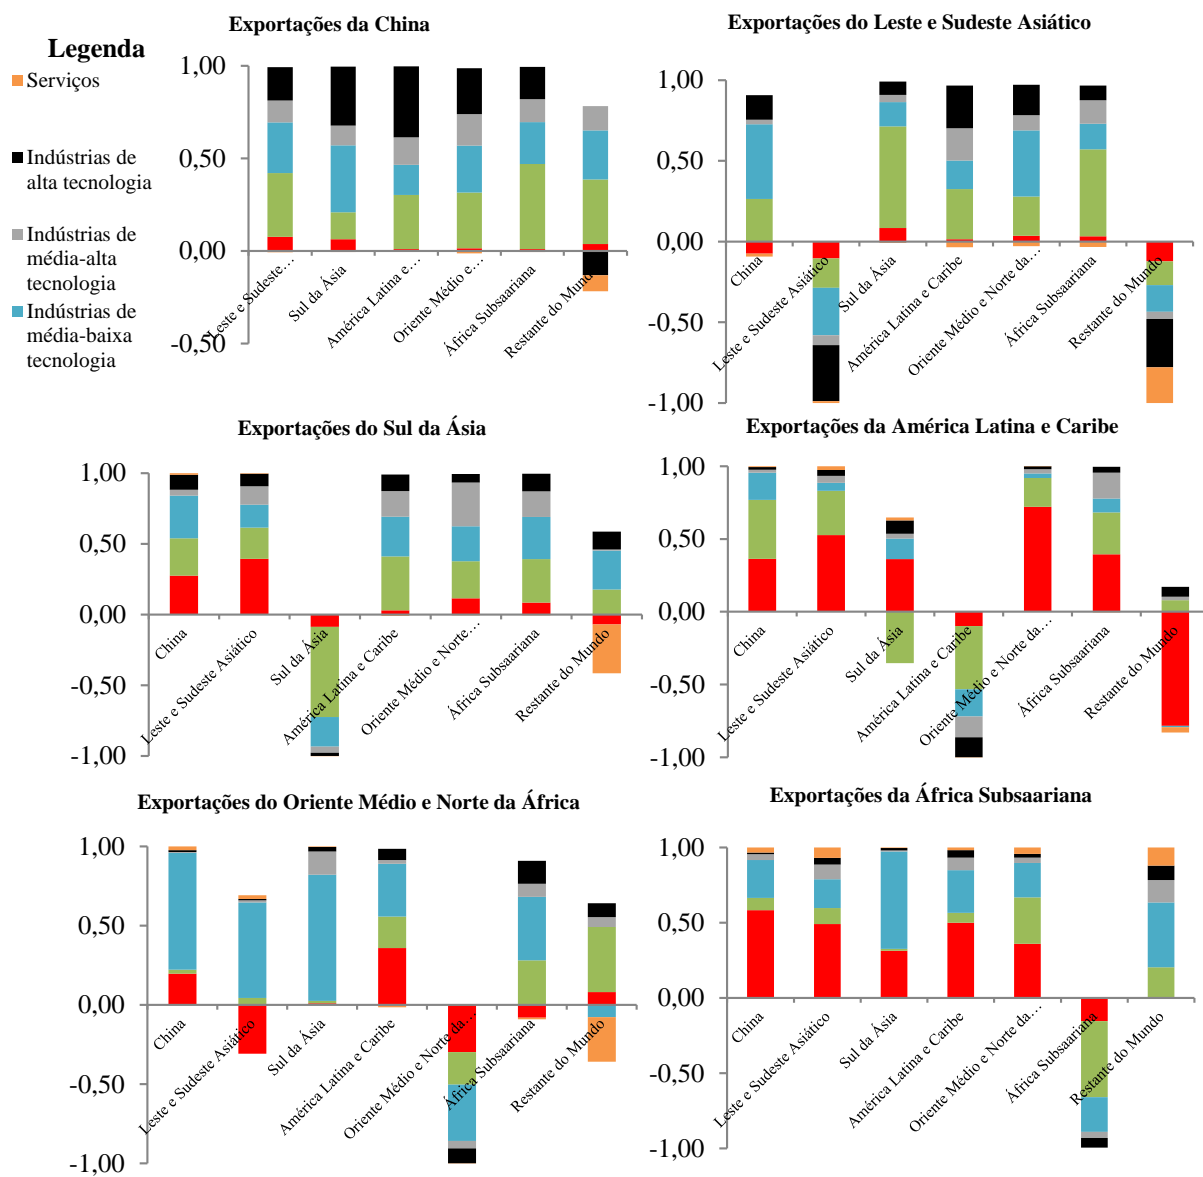 Legenda
Serviços
Indústrias de
alta tecnologia
Indústrias de
média-alta
tecnologia
Indústrias de
média-baixa
tecnologia
Exportações da China
1,00
0,50
0,00
-0,50
Leste e Sudeste...
Sul da Ásia
América Latina e...
Oriente Médio e...
África Subsaariana
Restante do Mundo
Exportações do Leste e Sudeste Asiático
1,00
0,50
0,00
-0,50
-1,00
China
Leste e Sudeste Asiático
Sul da Ásia
América Latina e Caribe
Oriente Médio e Norte da...
África Subsaariana
Restante do Mundo
Exportações do Sul da Ásia
1,00
0,50
0,00
-0,50
-1,00
China
Leste e Sudeste Asiático
Sul da Ásia
América Latina e Caribe
Oriente Médio e Norte...
África Subsaariana
Restante do Mundo
Exportações da América Latina e Caribe
1,00
0,50
0,00
-0,50
-1,00
China
Leste e Sudeste Asiático
Sul da Ásia
América Latina e Caribe
Oriente Médio e Norte da...
África Subsaariana
Restante do Mundo
Exportações do Oriente Médio e Norte da África
1,00
0,50
0,00
-0,50
-1,00
China
Leste e Sudeste Asiático
Sul da Ásia
América Latina e Caribe
Oriente Médio e Norte da...
África Subsaariana
Restante do Mundo
Exportações da África Subsaariana
1,00
0,50
0,00
-0,50
-1,00
China
Leste e Sudeste Asiático
Sul da Ásia
América Latina e Caribe
Oriente Médio e Norte da...
África Subsaariana
Restante do Mundo